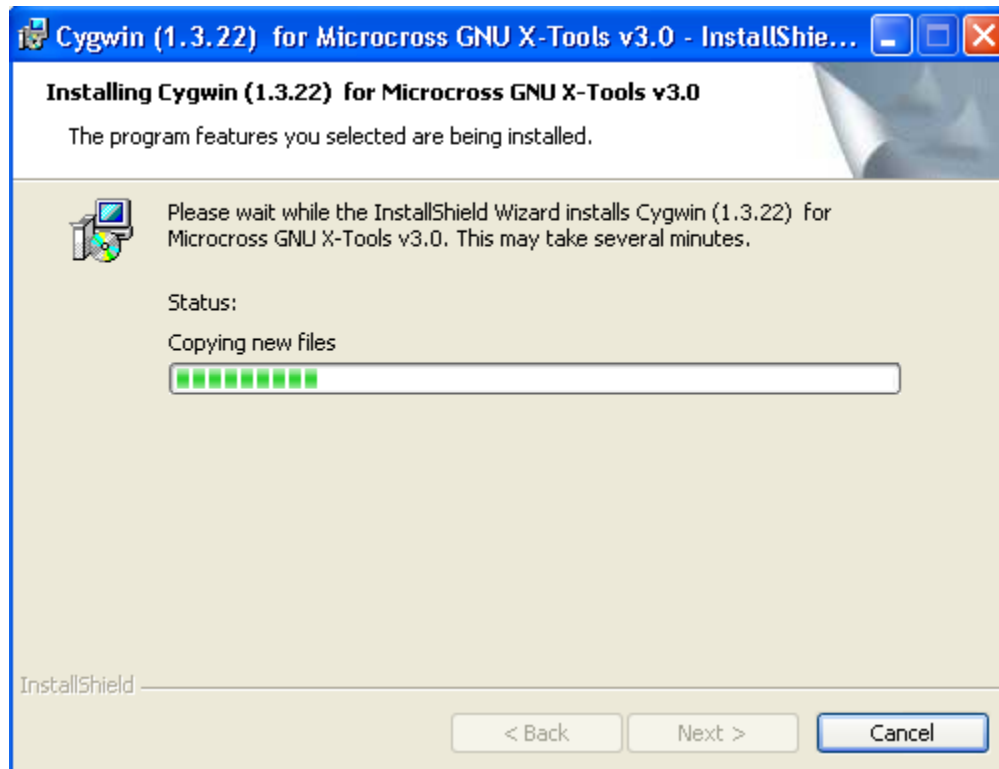 Cygwin (1.3.22) for Microcross GNU X-Tools v3.0 - InstallShie...
Installing Cygwin (1.3.22) for Microcross GNU X-Tools v3.0
The program features you selected are being installed.
Please wait while the InstallShield Wizard installs Cygwin (1.3.22) for
Microcross GNU X-Tools v3.0. This may take several minutes.
Status:
Copying new files
InstallShield
< Back
Next >
Cancel